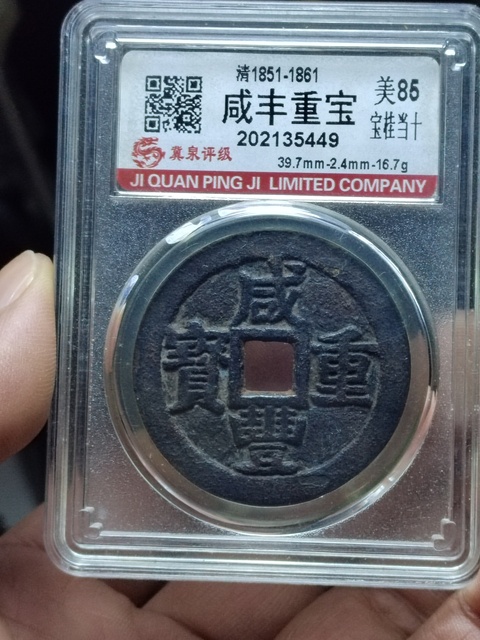 清1851-1861
咸丰重宝
美85
宝桂当十
202135449
冀泉评级
39.7mm-2.4mm-16.7g
JI QUAN PING JI LIMITED COMPANY
咸
豐
重
寶